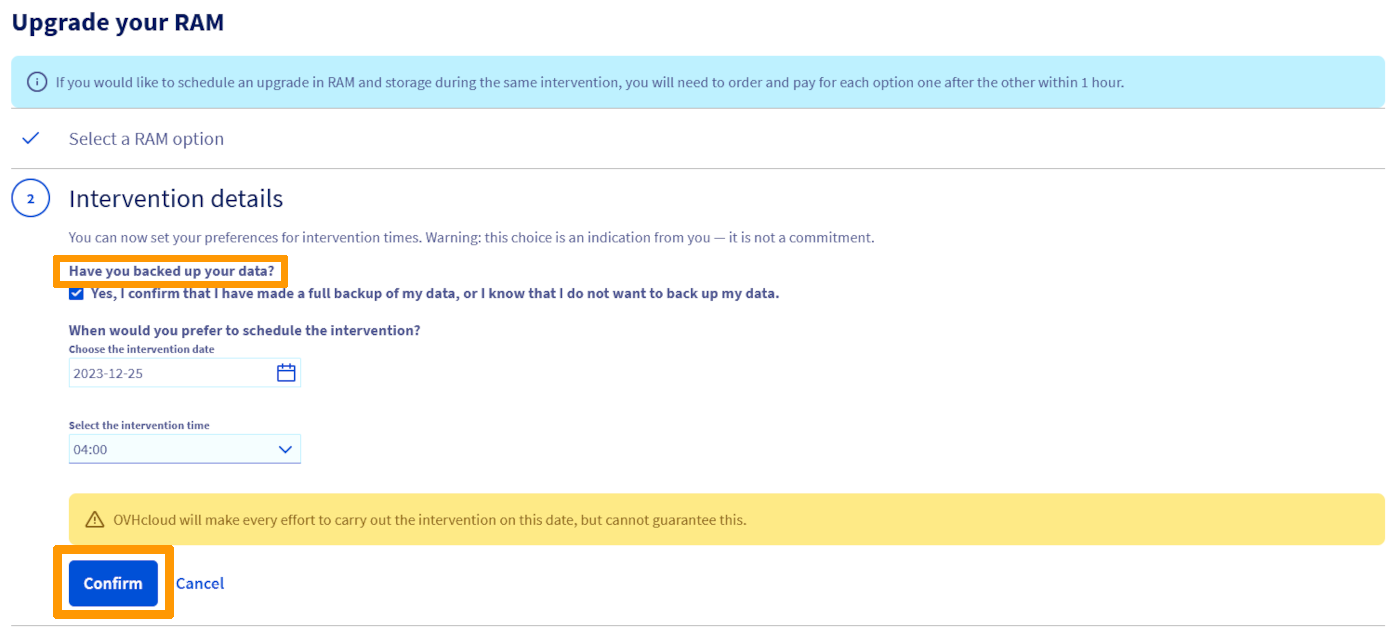 Upgrade your RAM
If you would like to schedule an upgrade in RAM and storage during the same intervention, you will need to order and pay for each option one after the other within 1 hour.
Select a RAM option
2
Intervention details
You can now set your preferences for intervention times. Warning: this choice is an indication from you — it is not a commitment.
Have you backed up your data?
Yes, I confirm that I have made a full backup of my data, or I know that I do not want to back up my data.
When would you prefer to schedule the intervention?
Choose the intervention date
2023-12-25
Select the intervention time
04:00
OVHcloud will make every effort to carry out the intervention on this date, but cannot guarantee this.
Confirm Cancel